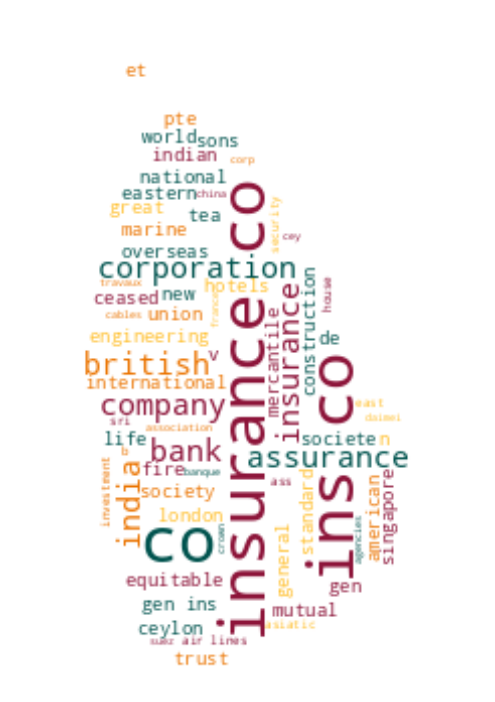 et
pte
world
sons
indian
corp
national
eastern
china
great
tea
marine
security
cey
overseas
insurance co
corporation
travaux
hotels
house
ceased
new
cables
union
france
construction
mercantile
insurance
engineering
de
british
v
international
ins co
company
east
sri
association
daimei
life
societe
n
bank
assurance
fire
banque
india
investment
society
ass
standard
american
singapore
london
co
crown
general
agencies
equitable
gen
gen ins
mutual
ceylon
asiatic
suez
air lines
trust